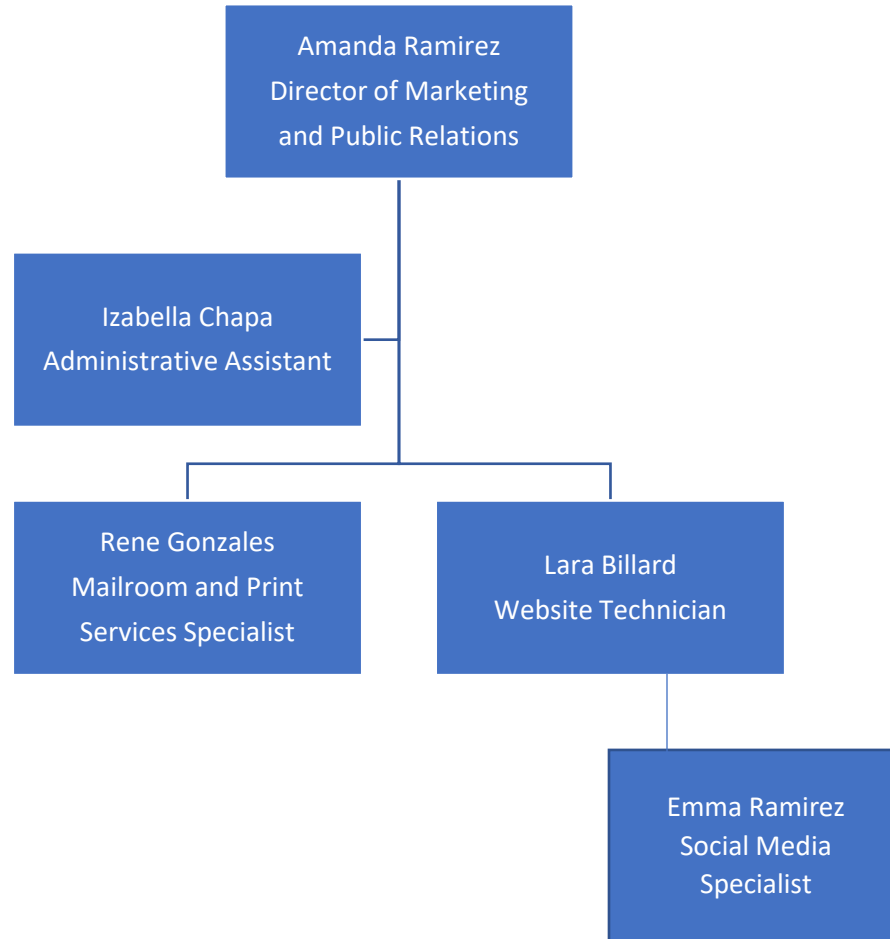 Amanda Ramirez
Director of Marketing
and Public Relations
Izabella Chapa
Administrative Assistant
Rene Gonzales
Mailroom and Print
Services Specialist
Lara Billard
Website Technician
Emma Ramirez
Social Media
Specialist